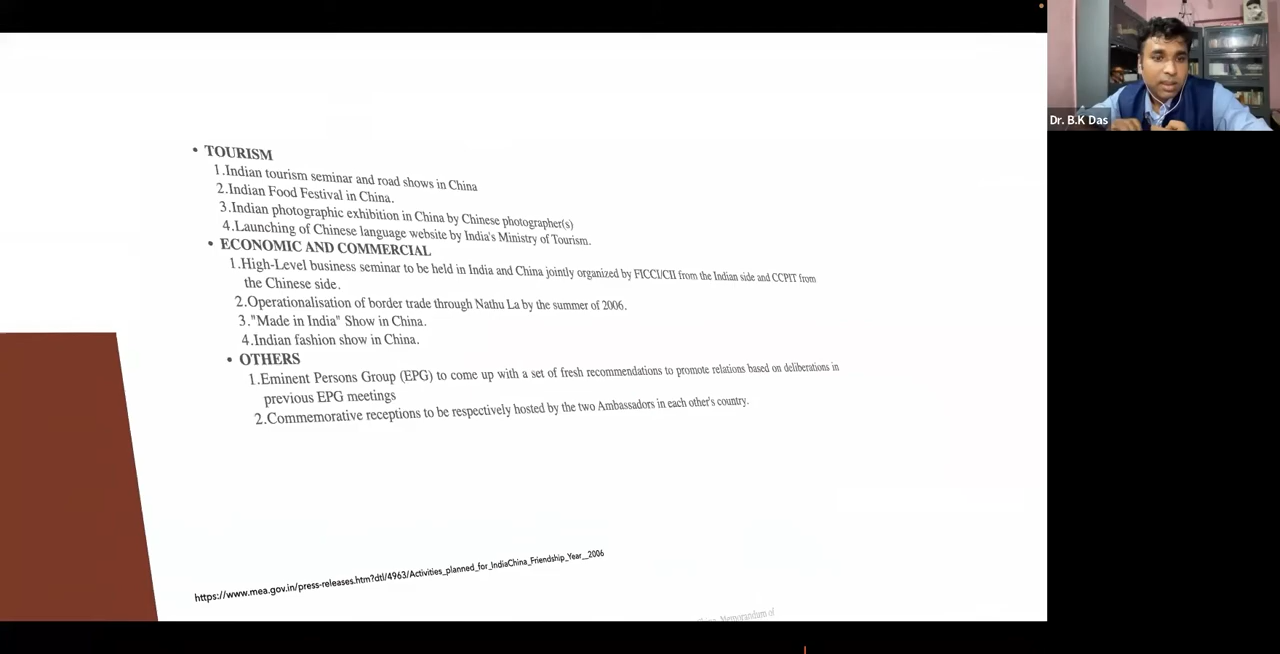 Dr. B.K Das
• TOURISM
1.Indian tourism seminar and road shows in China
2.Indian Food Festival in China.
3.Indian photographic exhibition in China by Chinese photographer(s)
4.Launching of Chinese language website by India's Ministry of Tourism.
• ECONOMIC AND COMMERCIAL
1.High-Level business seminar to be held in India and China jointly organized by FICCI/CII from the Indian side and CCPIT from
the Chinese side.
2.Operationalisation of border trade through Nathu La by the summer of 2006.
3."Made in India" Show in China.
4.Indian fashion show in China.
• OTHERS
1.Eminent Persons Group (EPG) to come up with a set of fresh recommendations to promote relations based on deliberations in
previous EPG meetings
2.Commemorative receptions to be respectively hosted by the two Ambassadors in each other's country.
https://www.mea.gov.in/press-releases.htm?dtl/4963/Activities_planned_for_IndiaChina_Friendship_Year__2006
Memorandum of